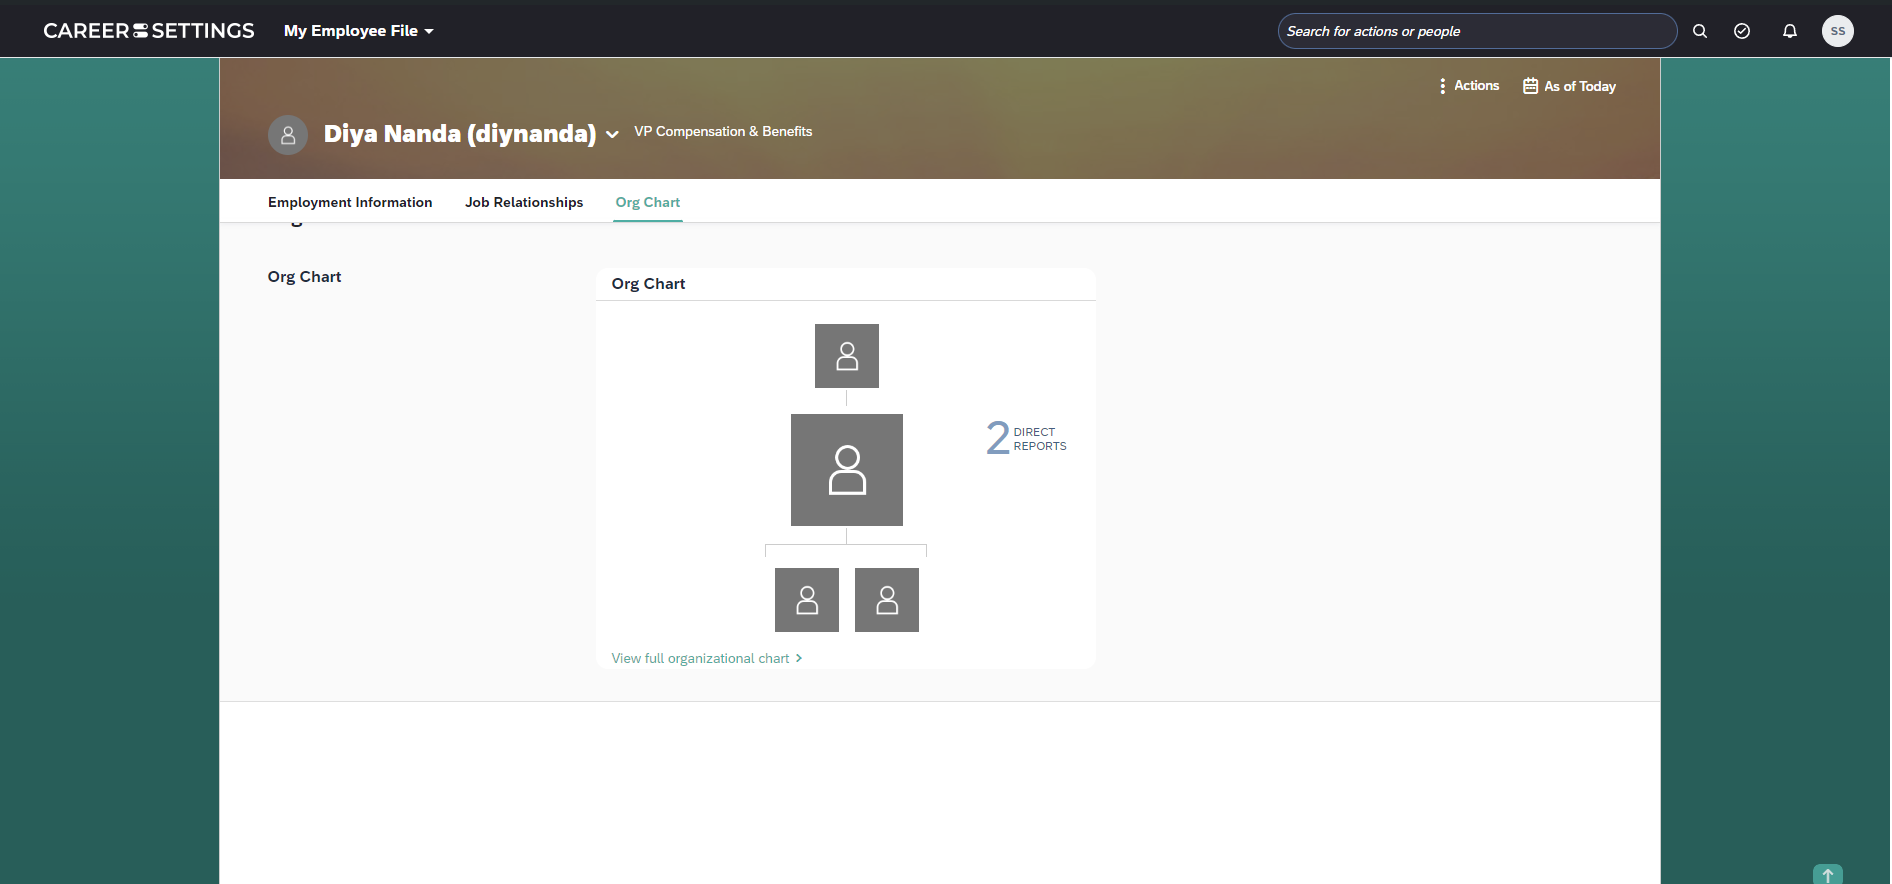 CAREER SETTINGS
My Employee File
Search for actions or people
SS
Actions
As of Today
Diya Nanda (diynanda)
VP Compensation & Benefits
Employment Information
Job Relationships
Org Chart
Org Chart
Org Chart
2 DIRECT
REPORTS
View full organizational chart